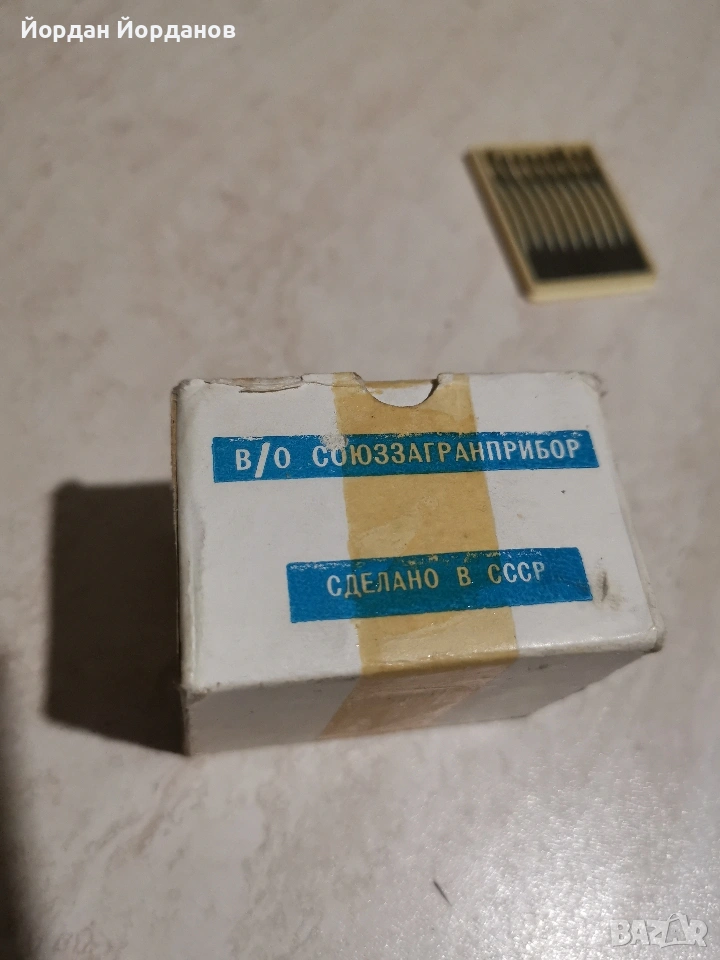 Йордан Йорданов
В/О СОЮЗЗАГРАНПРИБОР
СДЕЛАНО В СССР
BAZAR